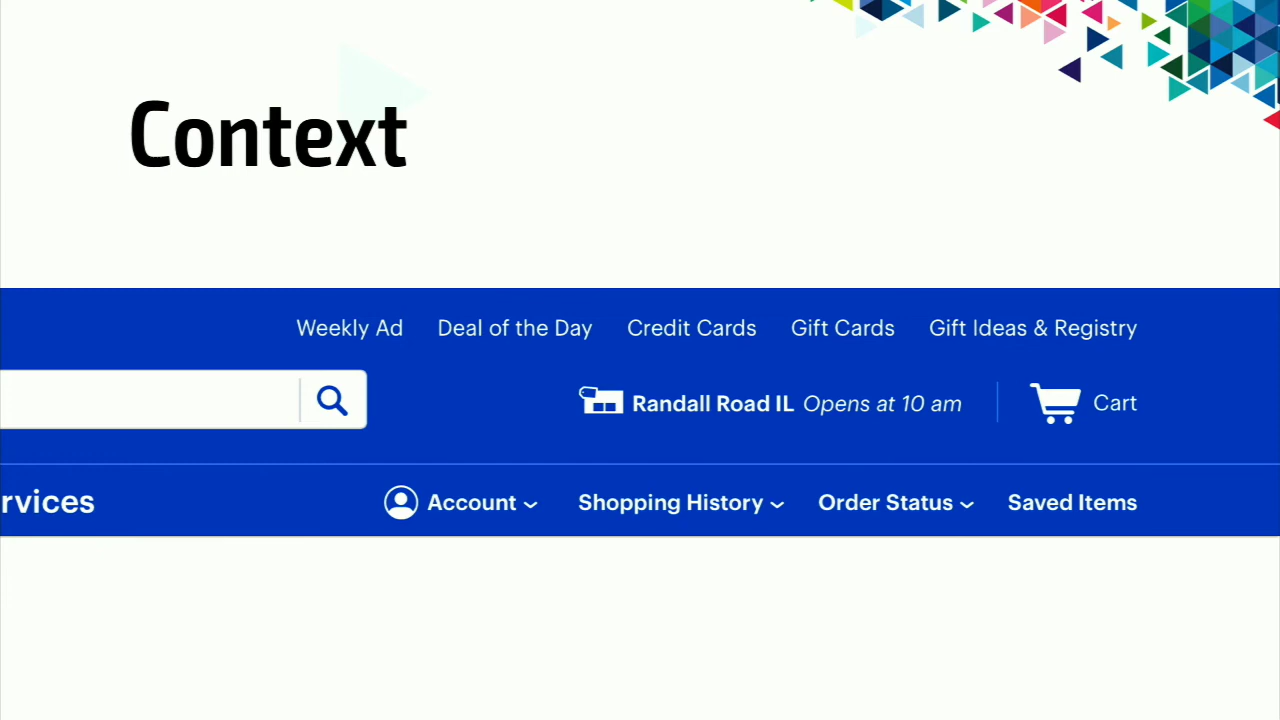 Context
Weekly Ad Deal of the Day Credit Cards Gift Cards Gift Ideas & Registry
Randall Road IL Opens at 10 am Cart
rvices Account Shopping History Order Status Saved Items